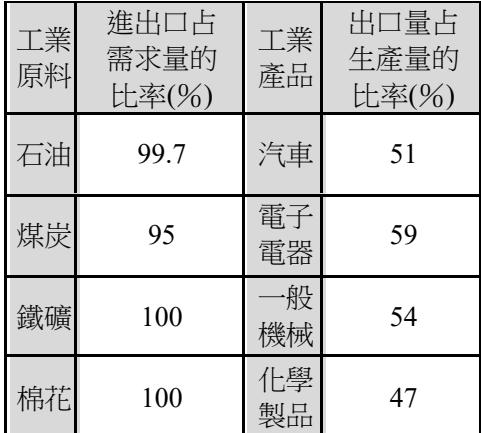 工業原料 進出口占需求量的比率(%) 工業產品 出口量占生產量的比率(%)
石油 99.7 汽車 51
煤炭 95 電子電器 59
鐵礦 100 一般機械 54
棉花 100 化學製品 47